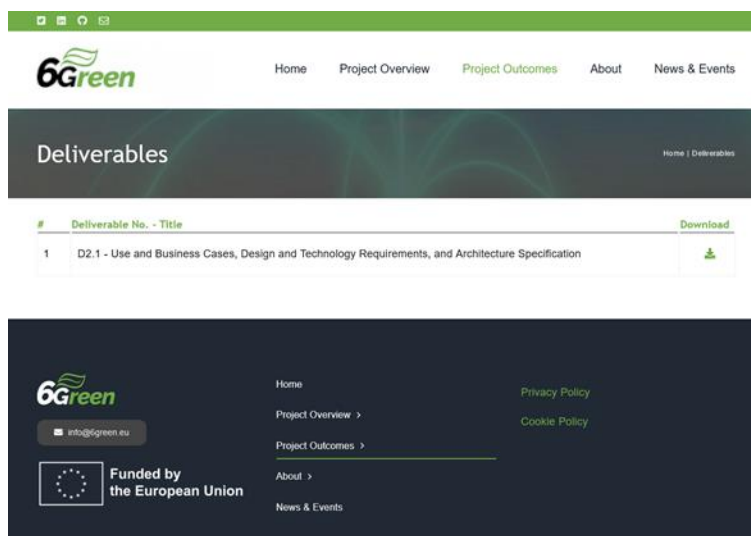 6Green
Home Project Overview Project Outcomes About News & Events
Deliverables
Home | Deliverables
# Deliverable No. - Title Download
1 D2.1 - Use and Business Cases, Design and Technology Requirements, and Architecture Specification
6Green
info@6green.eu
Funded by
the European Union
Home
Project Overview >
Project Outcomes >
About >
News & Events
Privacy Policy
Cookie Policy